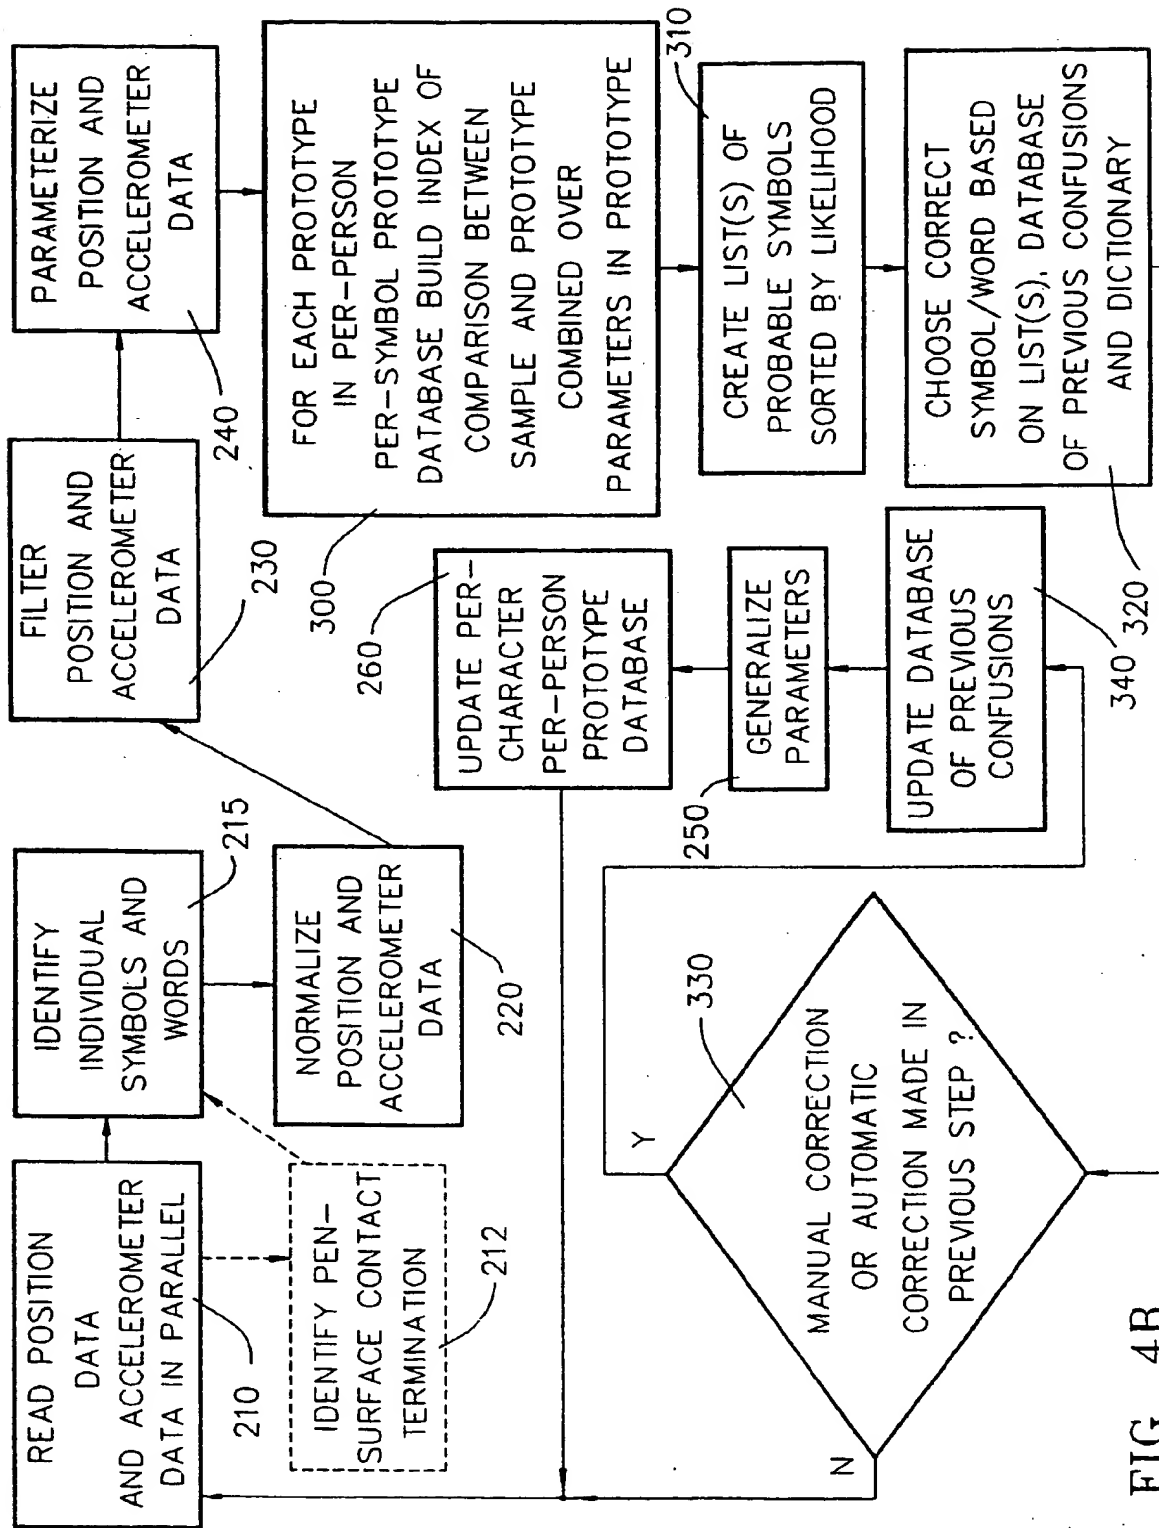 READ POSITION
DATA
AND ACCELEROMETER
DATA IN PARALLEL
210
IDENTIFY PEN-
SURFACE CONTACT
TERMINATION
212
IDENTIFY
INDIVIDUAL
SYMBOLS AND
WORDS
215
NORMALIZE
POSITION AND
ACCELEROMETER
DATA
220
FILTER
POSITION AND
ACCELEROMETER
DATA
230
PARAMETERIZE
POSITION AND
ACCELEROMETER
DATA
240
FOR EACH PROTOTYPE
IN PER-PERSON
PER-SYMBOL PROTOTYPE
DATABASE BUILD INDEX OF
COMPARISON BETWEEN
SAMPLE AND PROTOTYPE
COMBINED OVER
PARAMETERS IN PROTOTYPE
300
CREATE LIST(S) OF
PROBABLE SYMBOLS
SORTED BY LIKELIHOOD
310
CHOOSE CORRECT
SYMBOL/WORD BASED
ON LIST(S), DATABASE
OF PREVIOUS CONFUSIONS
AND DICTIONARY
320
MANUAL CORRECTION
OR AUTOMATIC
CORRECTION MADE IN
PREVIOUS STEP ?
330
Y
N
UPDATE DATABASE
OF PREVIOUS
CONFUSIONS
340
GENERALIZE
PARAMETERS
250
UPDATE PER-
CHARACTER
PER-PERSON
PROTOTYPE
DATABASE
260
FIG. 4B